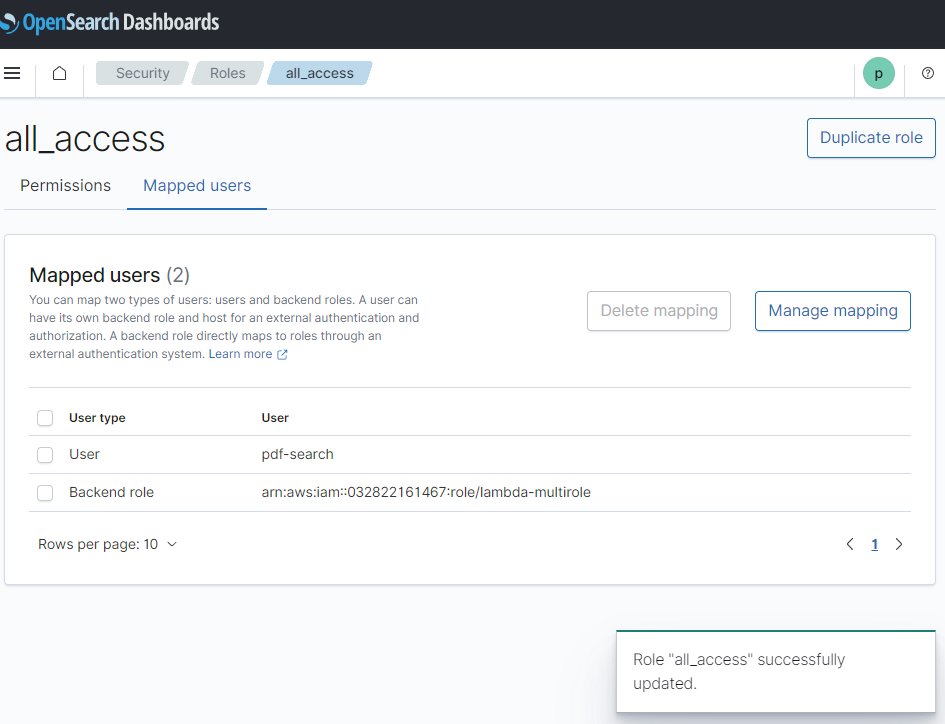 OpenSearch Dashboards
Security Roles all_access p
all_access
Duplicate role
Permissions Mapped users
Mapped users (2)
You can map two types of users: users and backend roles. A user can
have its own backend role and host for an external authentication and
authorization. A backend role directly maps to roles through an
external authentication system. Learn more
Delete mapping Manage mapping
User type User
User pdf-search
Backend role arn:aws:iam::032822161467:role/lambda-multirole
Rows per page: 10 1
Role "all_access" successfully
updated.